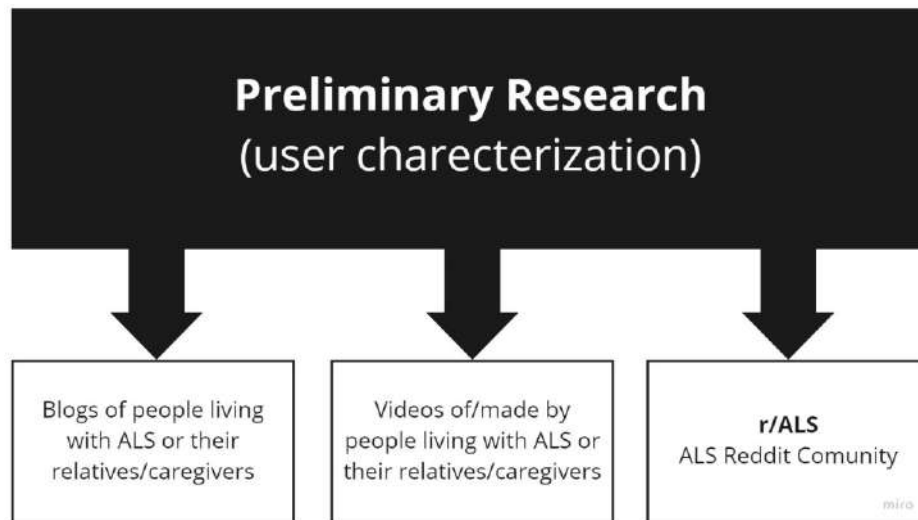 Preliminary Research
(user charecterization)
Blogs of people living
with ALS or their
relatives/caregivers
Videos of/made by
people living with ALS or
their relatives/caregivers
r/ALS
ALS Reddit Comunity
miro